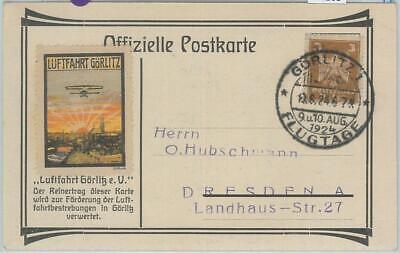 Offizielle Postkarte
LUFTFAHRT GÖRLITZ
„Luftfahrt Görlitz e. V."
Der Reinertrag dieser Karte
wird zur Förderung der Luft-
fahrtbestrebungen in Görlitz
verwertet.
3
GÖRLITZ 1
9.u.10. AUG.
1924
FLUGTAGE
Herrn
O.Hubschmann
DRESDEN A
Landhaus-Str.27